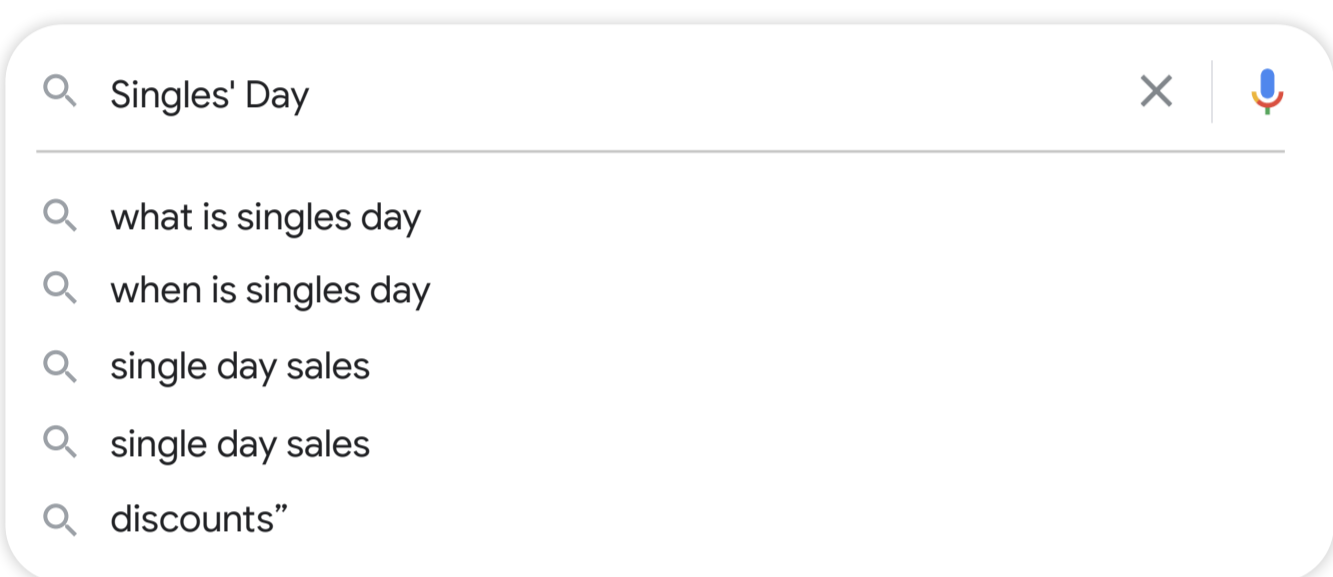 Singles' Day
what is singles day
when is singles day
single day sales
single day sales
discounts”